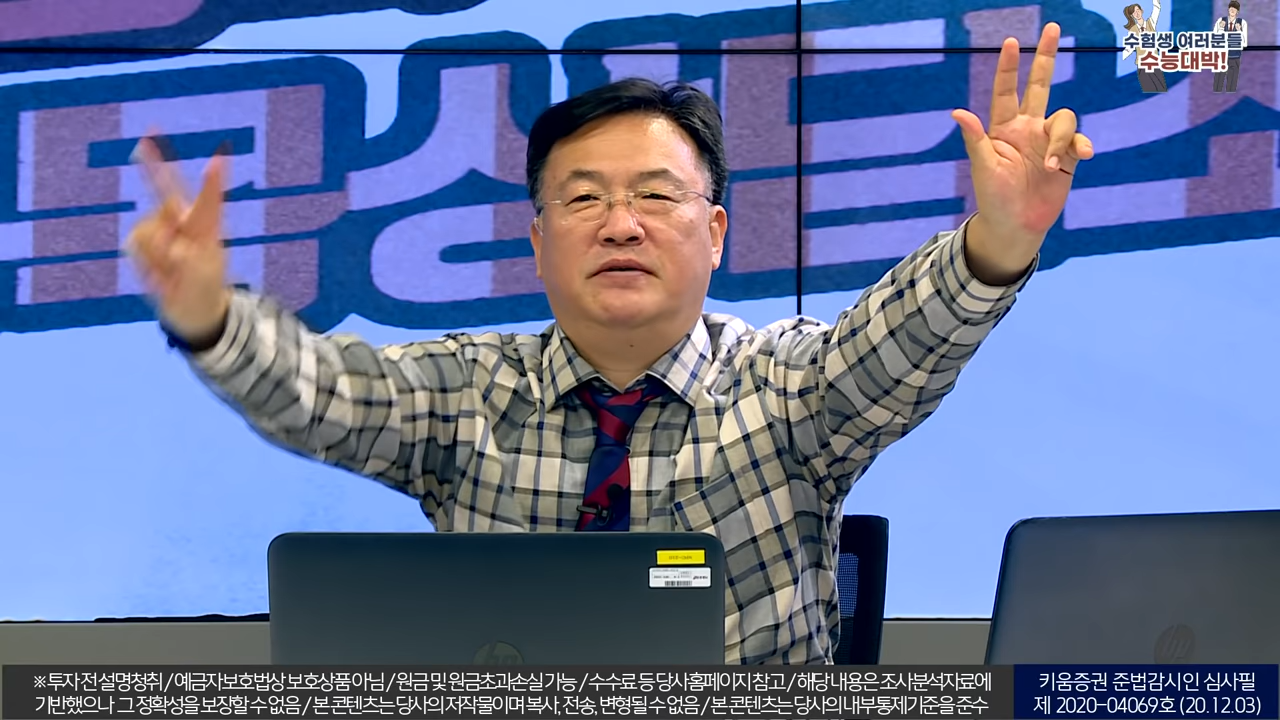 수험생 여러분들
수능대박!
※ 투자 전 설명청취 / 예금자보호법상 보호상품 아님 / 원금 및 원금초과손실 가능 / 수수료 등 당사홈페이지 참고 / 해당 내용은 조사분석자료에
기반했으나 그 정확성을 보장할 수 없음 / 본 콘텐츠는 당사의 저작물이며 복사, 전송, 변형될 수 없음 / 본 콘텐츠는 당사의 내부통제기준을 준수
키움증권 준법감시인 심사필
제 2020-04069호 (20.12.03)
hp